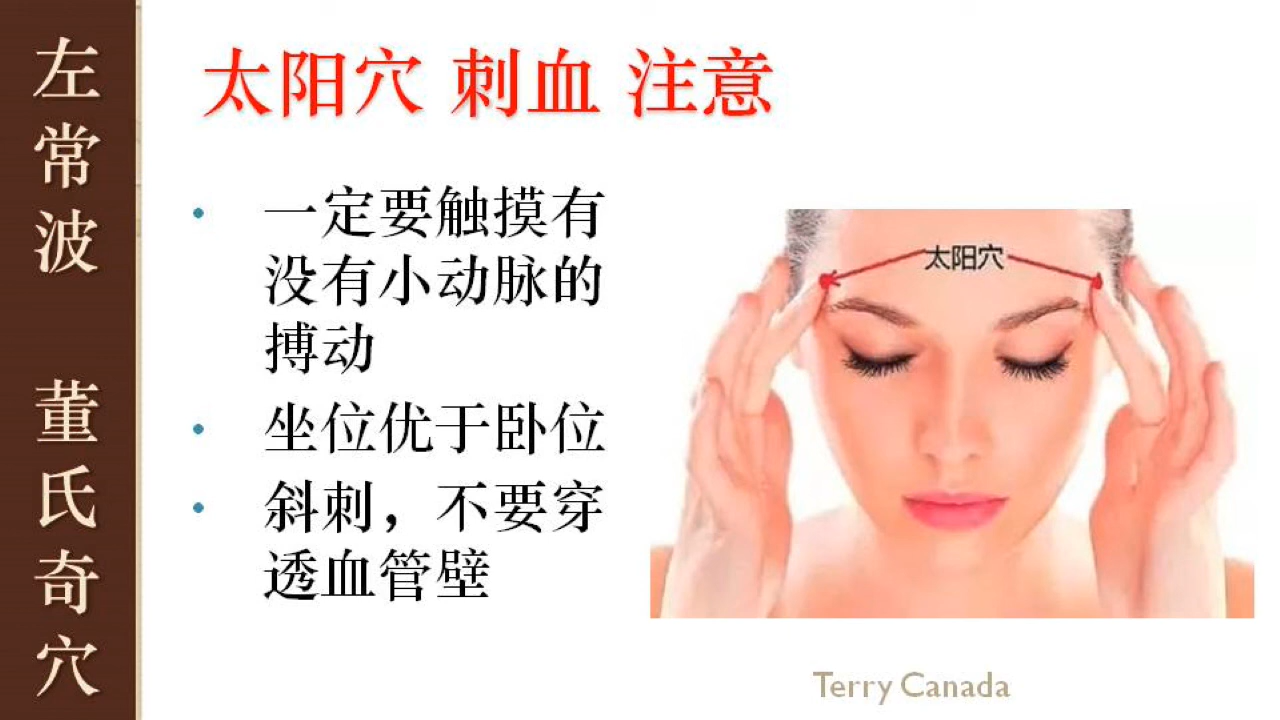 左常波 董氏奇穴
太阳穴 刺血 注意
• 一定要触摸有
没有小动脉的
搏动
• 坐位优于卧位
• 斜刺，不要穿
透血管壁
太阳穴
Terry Canada